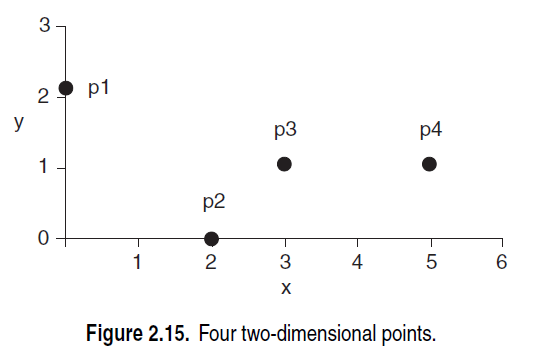 3
2
p1
y
p3
p4
1
p2
0
1 2 3 4 5 6
x
Figure 2.15. Four two-dimensional points.